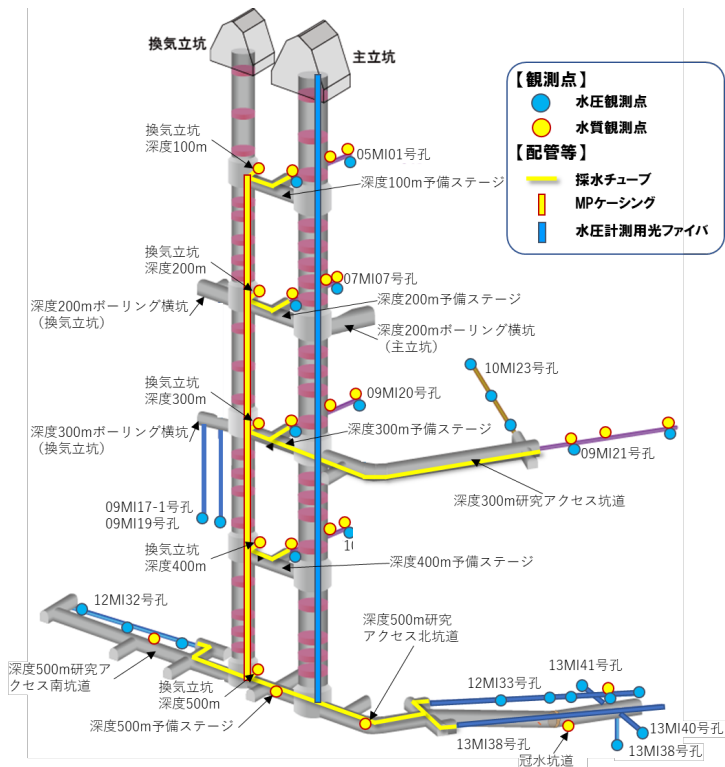 換気立坑
主立坑
【観測点】
水圧観測点
水質観測点
【配管等】
採水チューブ
MPケーシング
水圧計測用光ファイバ
換気立坑
深度100m
05MI01号孔
深度100m予備ステージ
換気立坑
深度200m
07MI07号孔
深度200m予備ステージ
深度200mボーリング横坑
（換気立坑）
深度200mボーリング横坑
（主立坑）
10MI23号孔
換気立坑
深度300m
09MI20号孔
深度300m予備ステージ
深度300mボーリング横坑
（換気立坑）
09MI21号孔
深度300m研究アクセス坑道
09MI17-1号孔
09MI19号孔
換気立坑
深度400m
深度400m予備ステージ
12MI32号孔
深度500m研究
アクセス北坑道
深度500m研究ア
クセス南坑道
換気立坑
深度500m
深度500m予備ステージ
13MI41号孔
12MI33号孔
13MI40号孔
13MI38号孔
13MI38号孔
冠水坑道